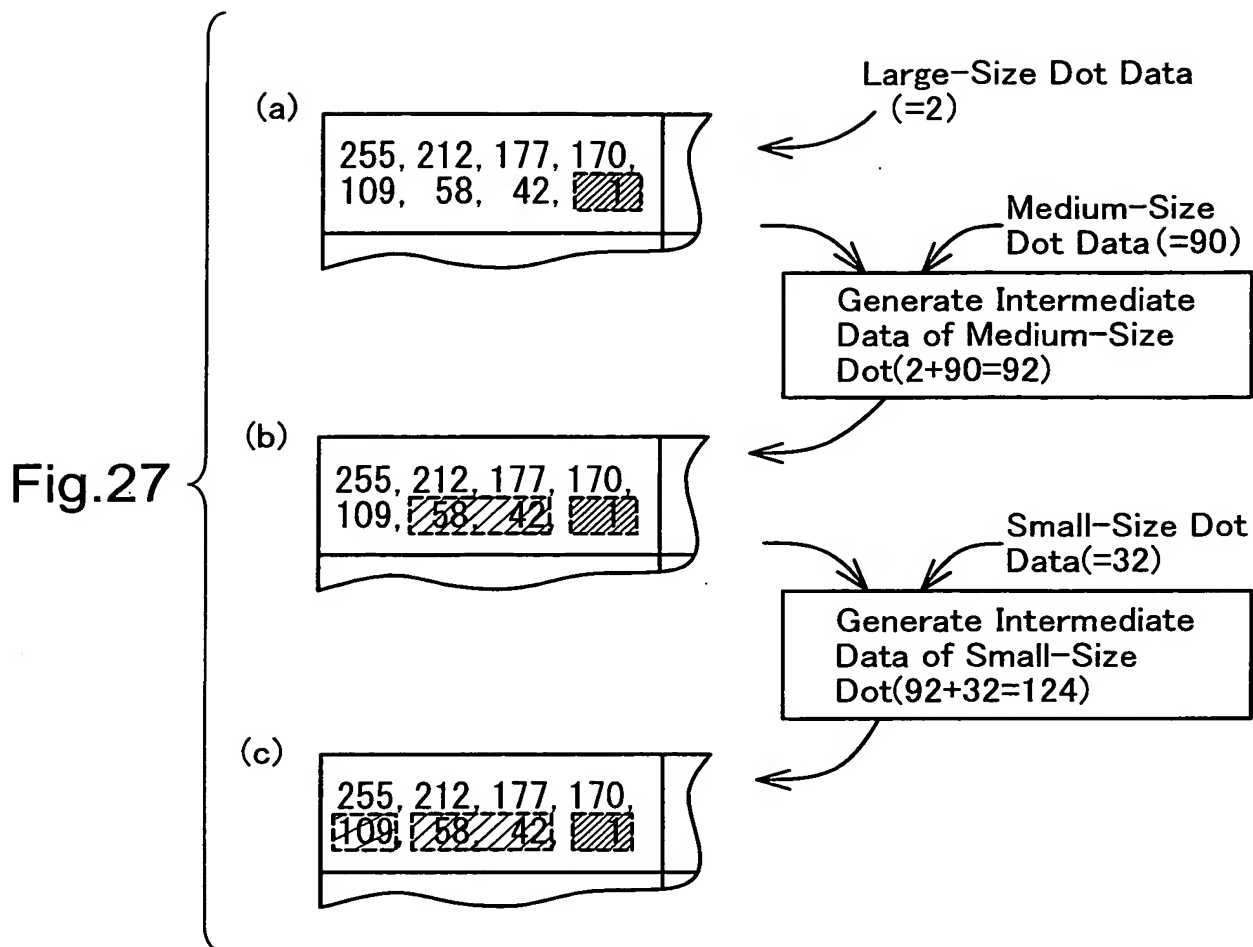 Fig.27
(a)
255, 212, 177, 170,
109, 58, 42, 1
Large-Size Dot Data
(=2)
Medium-Size
Dot Data(=90)
Generate Intermediate
Data of Medium-Size
Dot(2+90=92)
(b)
255, 212, 177, 170,
109, 58, 42, 1
Small-Size Dot
Data(=32)
Generate Intermediate
Data of Small-Size
Dot(92+32=124)
(c)
255, 212, 177, 170,
109, 58, 42, 1